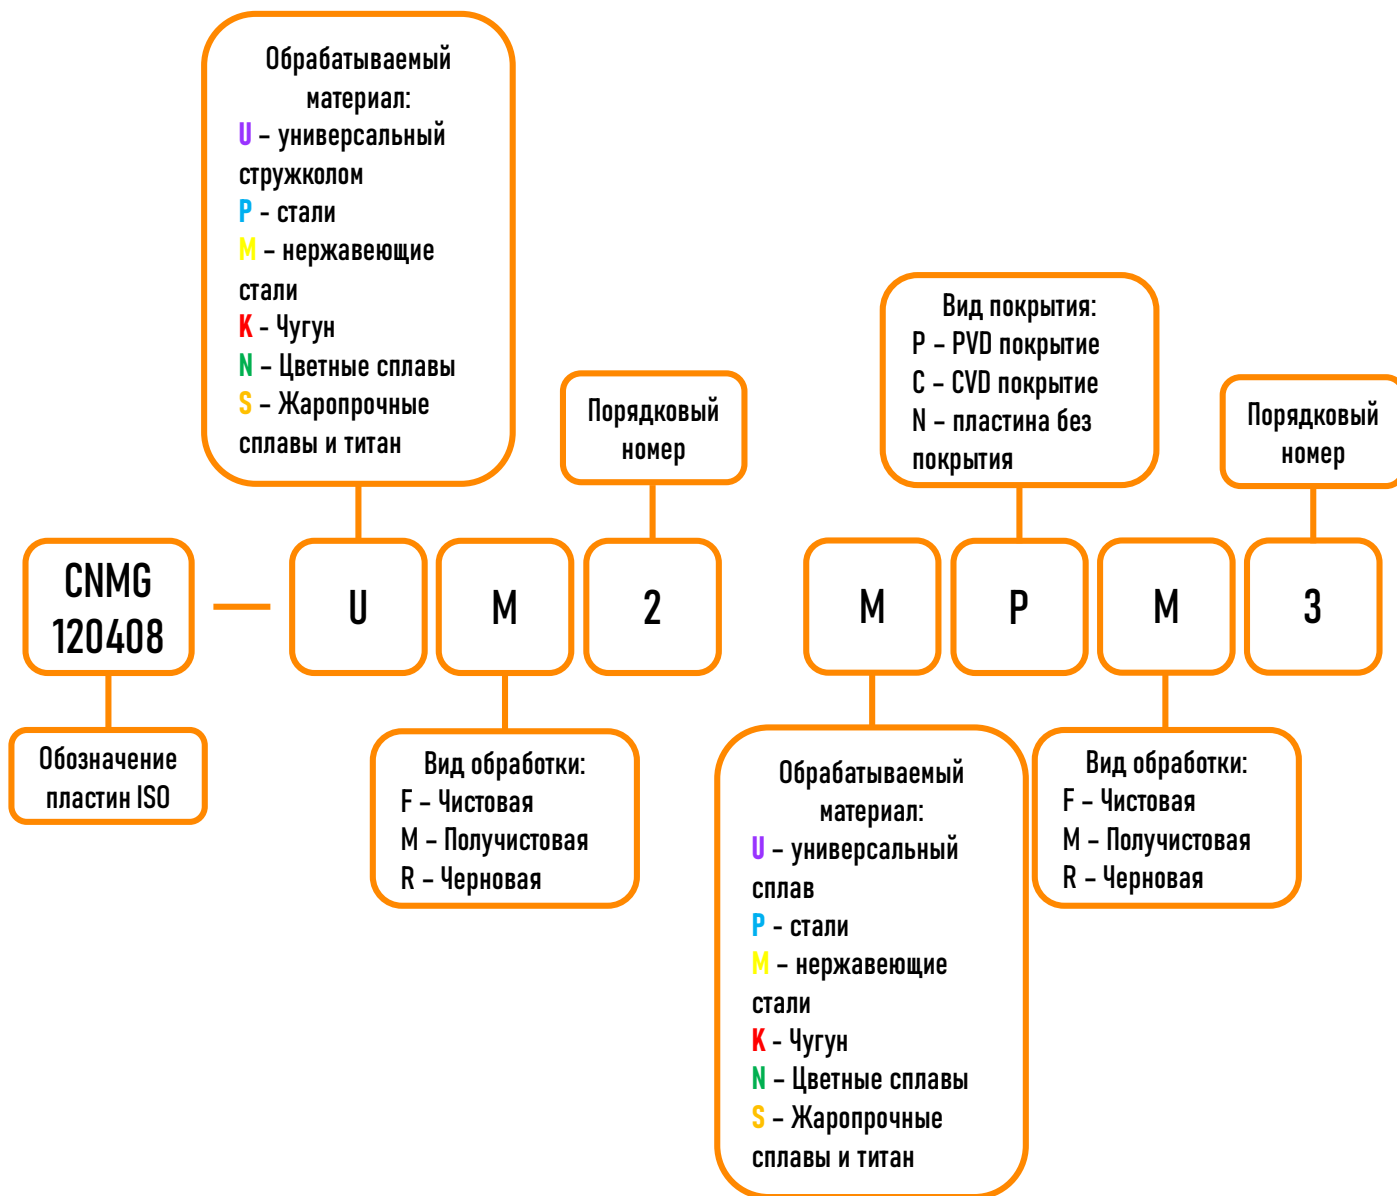 Обрабатываемый
материал:
U – универсальный
стружколом
P - стали
M – нержавеющие
стали
K - Чугун
N – Цветные сплавы
S – Жаропрочные
сплавы и титан
Порядковый
номер
Вид покрытия:
P – PVD покрытие
C – CVD покрытие
N – пластина без
покрытия
Порядковый
номер
CNMG
120408
—
U
M
2
M
P
M
3
Обозначение
пластин ISO
Вид обработки:
F – Чистовая
M – Получистовая
R – Черновая
Обрабатываемый
материал:
U – универсальный
сплав
P - стали
M – нержавеющие
стали
K - Чугун
N – Цветные сплавы
S – Жаропрочные
сплавы и титан
Вид обработки:
F – Чистовая
M – Получистовая
R – Черновая